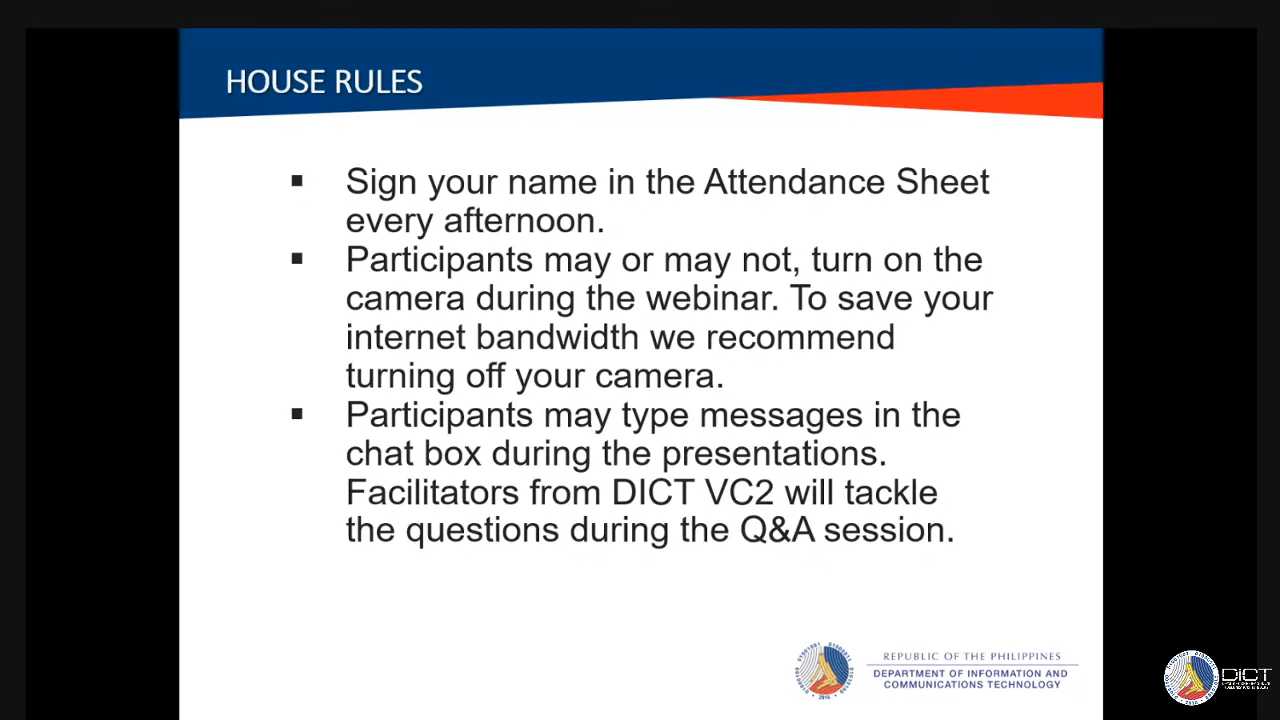 HOUSE RULES
▪ Sign your name in the Attendance Sheet
every afternoon.
▪ Participants may or may not, turn on the
camera during the webinar. To save your
internet bandwidth we recommend
turning off your camera.
▪ Participants may type messages in the
chat box during the presentations.
Facilitators from DICT VC2 will tackle
the questions during the Q&A session.
REPUBLIC OF THE PHILIPPINES
DEPARTMENT OF INFORMATION AND
COMMUNICATIONS TECHNOLOGY
DICT